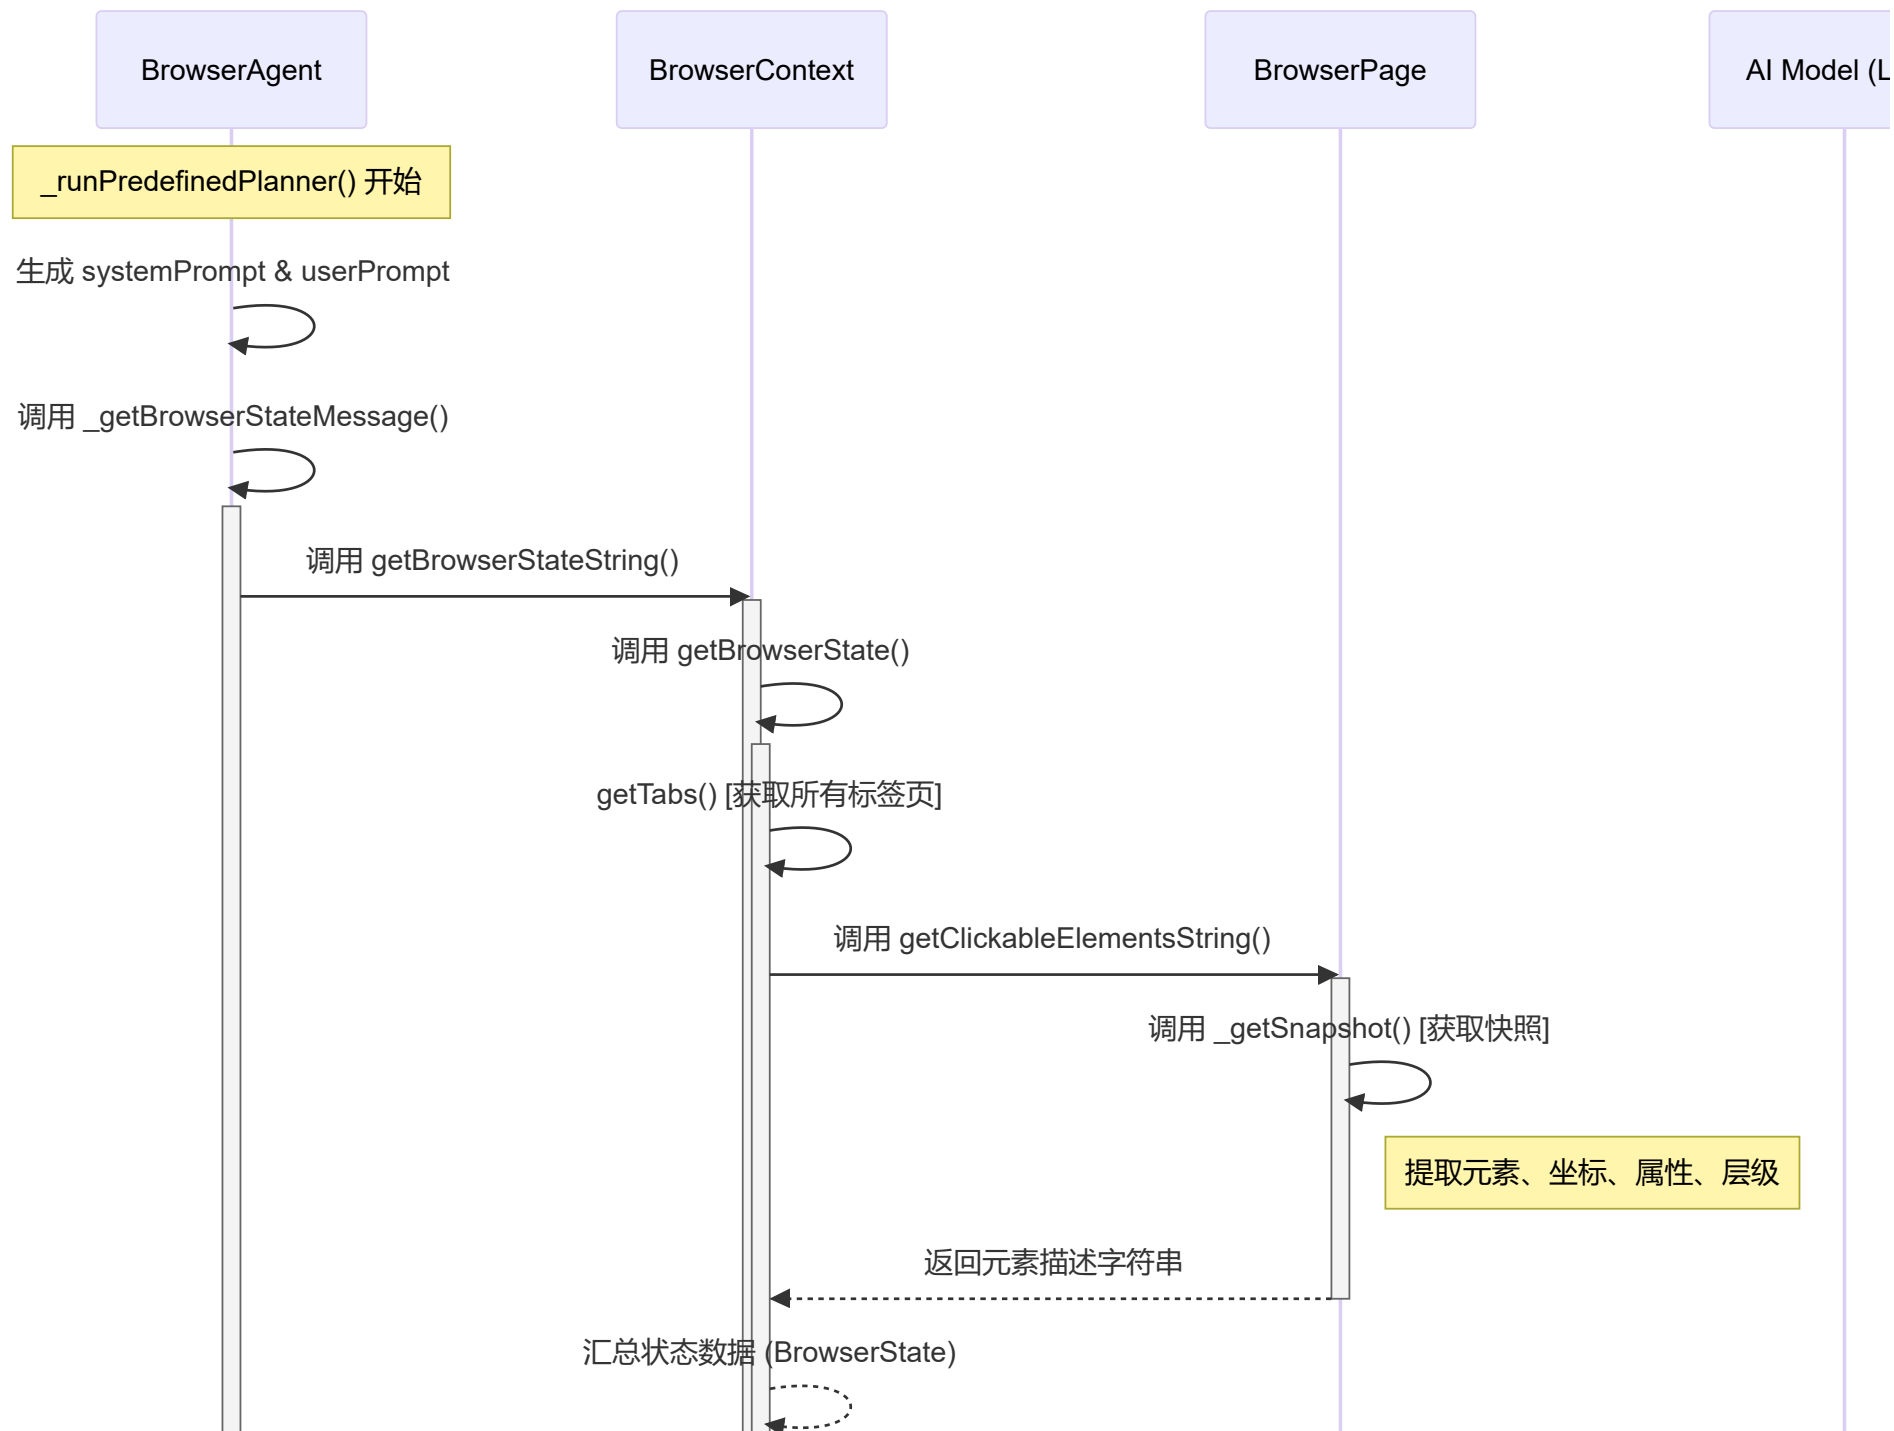 BrowserAgent
BrowserContext
BrowserPage
AI Model (L
_runPredefinedPlanner() 开始
生成 systemPrompt & userPrompt
调用 _getBrowserStateMessage()
调用 getBrowserStateString()
调用 getBrowserState()
getTabs() [获取所有标签页]
调用 getClickableElementsString()
调用 _getSnapshot() [获取快照]
提取元素、坐标、属性、层级
返回元素描述字符串
汇总状态数据 (BrowserState)